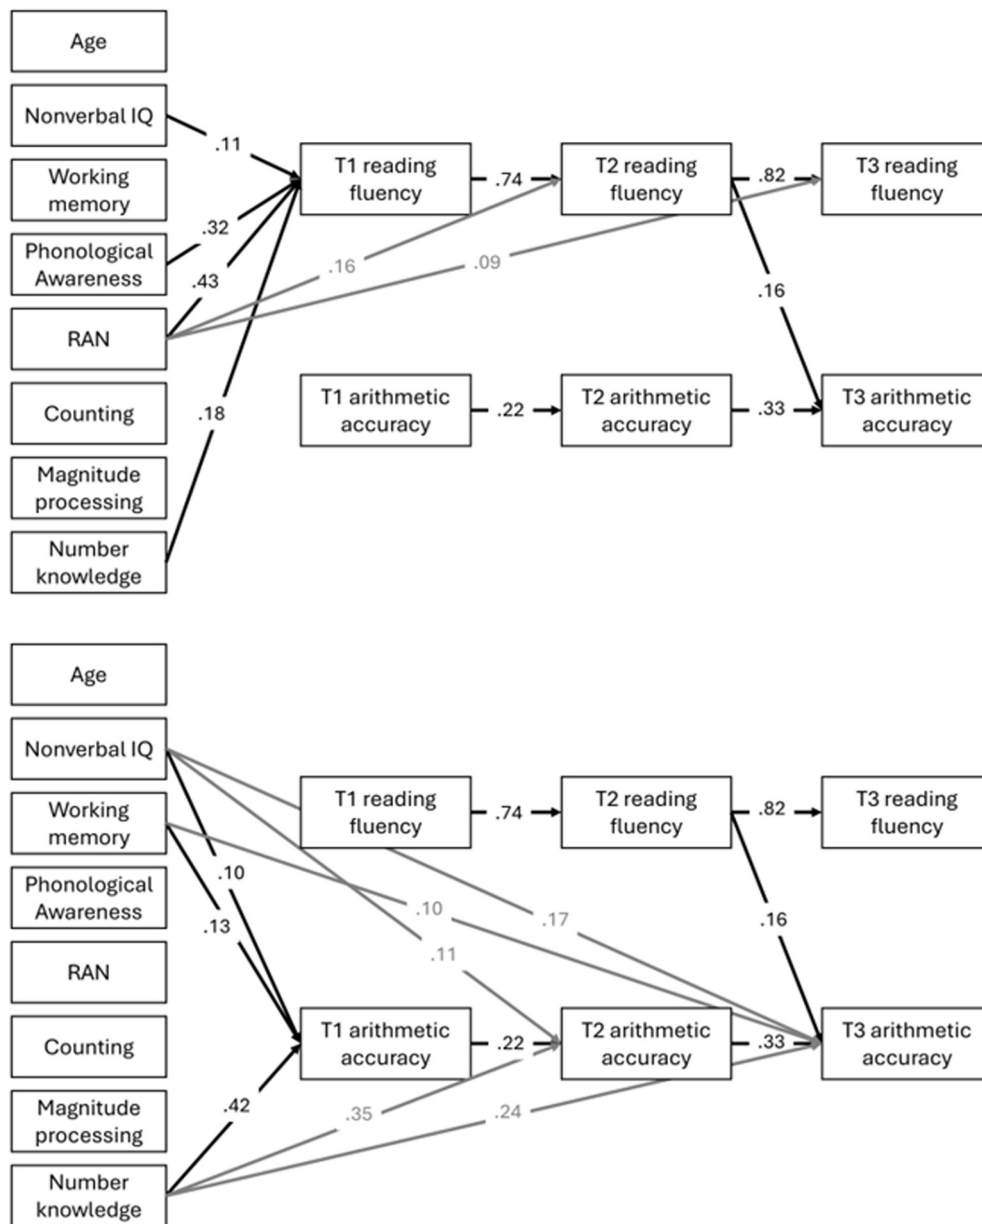 Age
Nonverbal IQ
.11
Working
memory
T1 reading
fluency
.74
T2 reading
fluency
.82
T3 reading
fluency
Phonological
Awareness
.32
.43
.16
.09
.16
RAN
Counting
.18
T1 arithmetic
accuracy
.22
T2 arithmetic
accuracy
.33
T3 arithmetic
accuracy
Magnitude
processing
Number
knowledge
Age
Nonverbal IQ
Working
memory
T1 reading
fluency
.74
T2 reading
fluency
.82
T3 reading
fluency
Phonological
Awareness
.10
.13
.10
.17
.16
.11
RAN
Counting
T1 arithmetic
accuracy
.22
T2 arithmetic
accuracy
.33
T3 arithmetic
accuracy
Magnitude
processing
.42
.35
.24
Number
knowledge